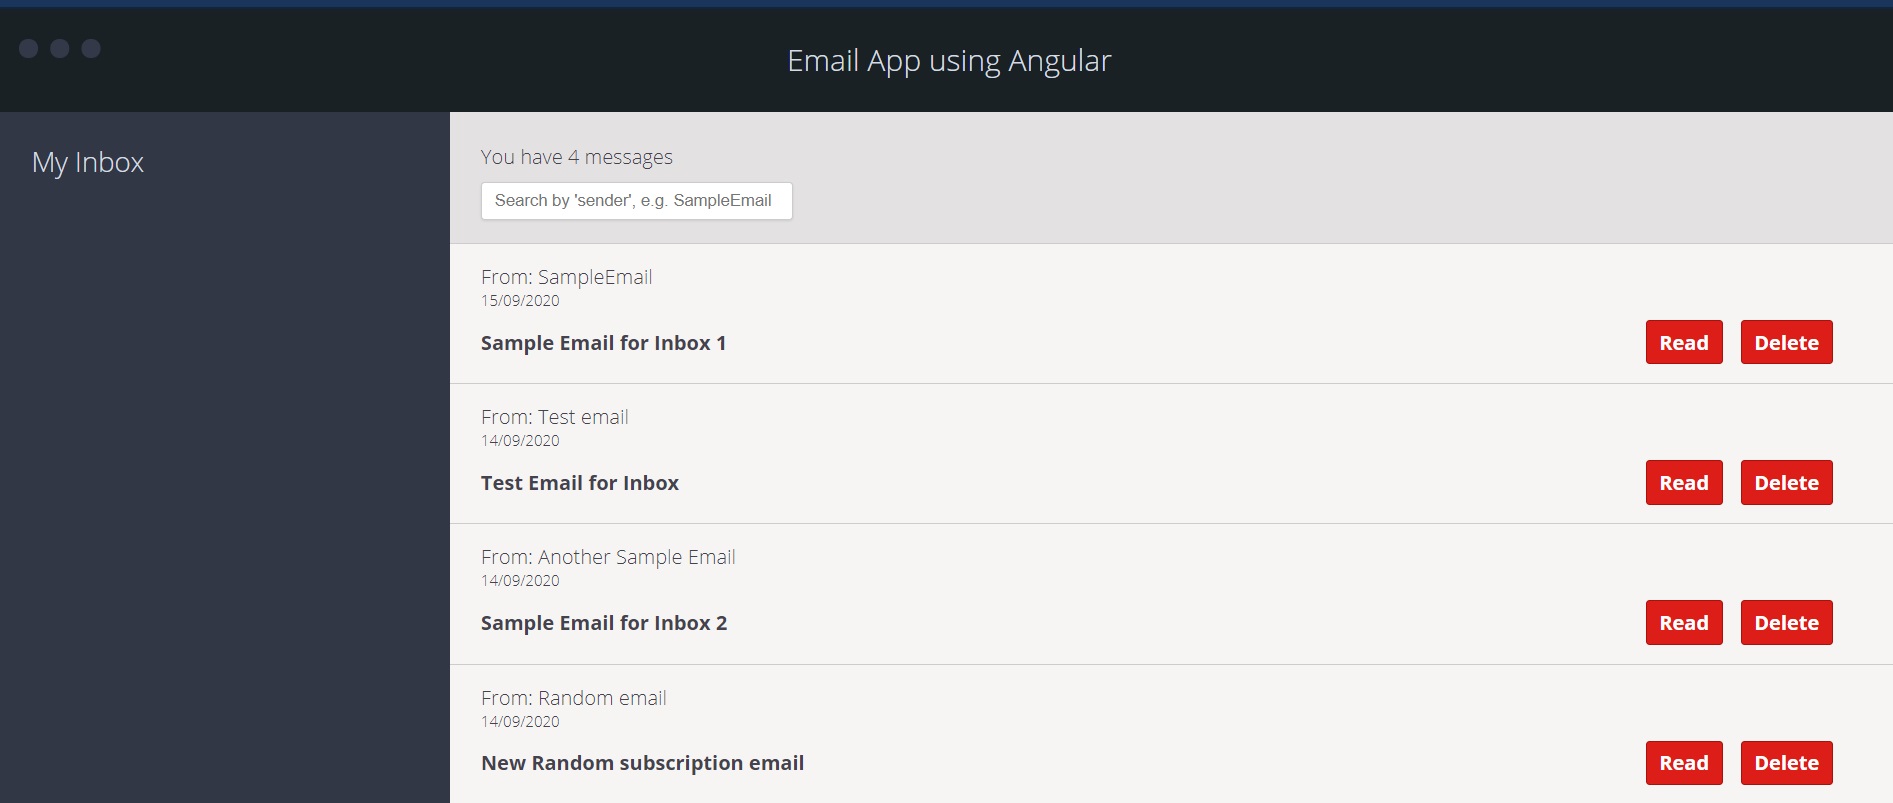 Email App using Angular
My Inbox
You have 4 messages
Search by 'sender', e.g. SampleEmail
From: SampleEmail
15/09/2020
Sample Email for Inbox 1
Read Delete
From: Test email
14/09/2020
Test Email for Inbox
Read Delete
From: Another Sample Email
14/09/2020
Sample Email for Inbox 2
Read Delete
From: Random email
14/09/2020
New Random subscription email
Read Delete